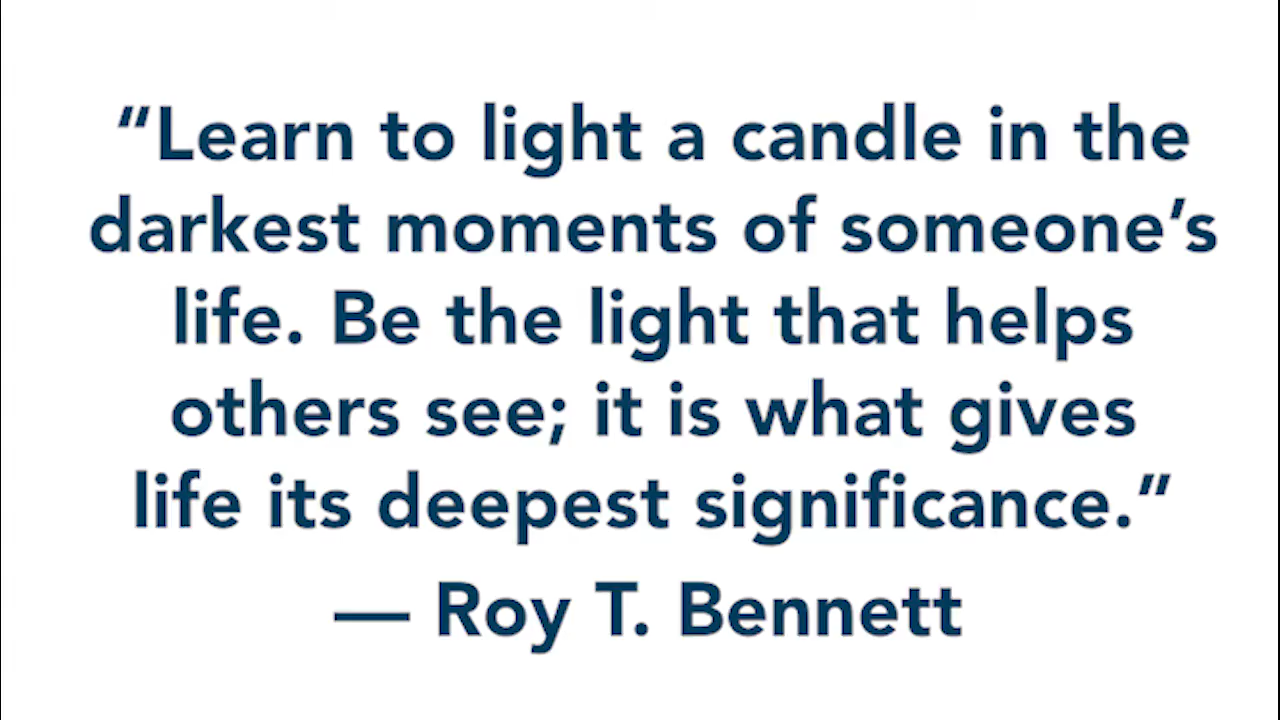 “Learn to light a candle in the
darkest moments of someone’s
life. Be the light that helps
others see; it is what gives
life its deepest significance.”
— Roy T. Bennett